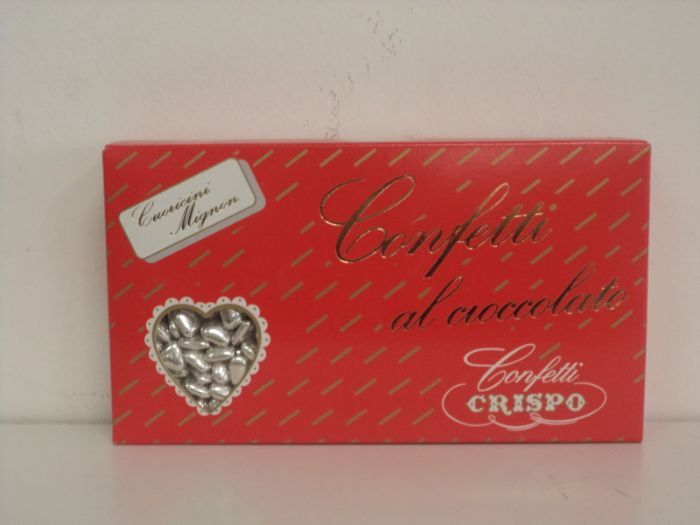 Cuoricini
Mignon
Confetti
al cioccolato
Confetti
CRISPO